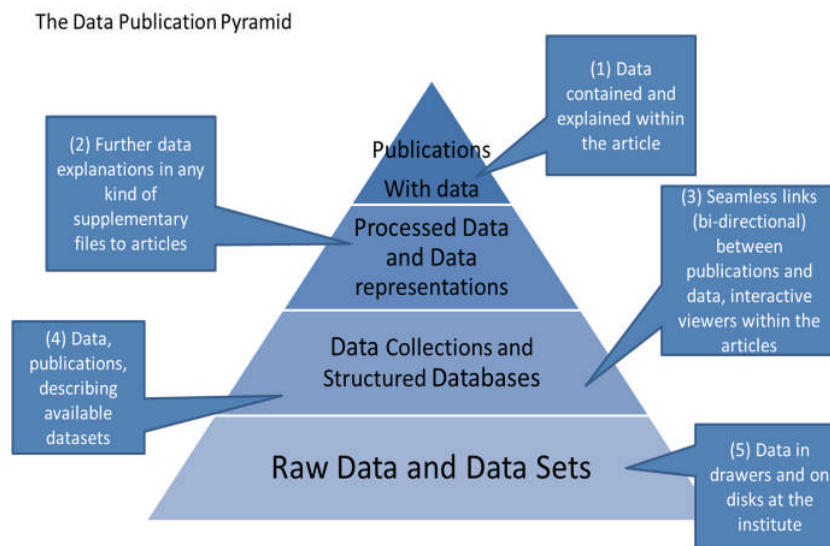 The Data Publication Pyramid
(1) Data
contained and
explained within
the article
(2) Further data
explanations in any
kind of
supplementary
files to articles
Publications
With data
(3) Seamless links
(bi-directional)
between
publications and
data, interactive
viewers within the
articles
Processed Data
and Data
representations
(4) Data,
publications,
describing
available
datasets
Data Collections and
Structured Databases
Raw Data and Data Sets
(5) Data in
drawers and on
disks at the
institute